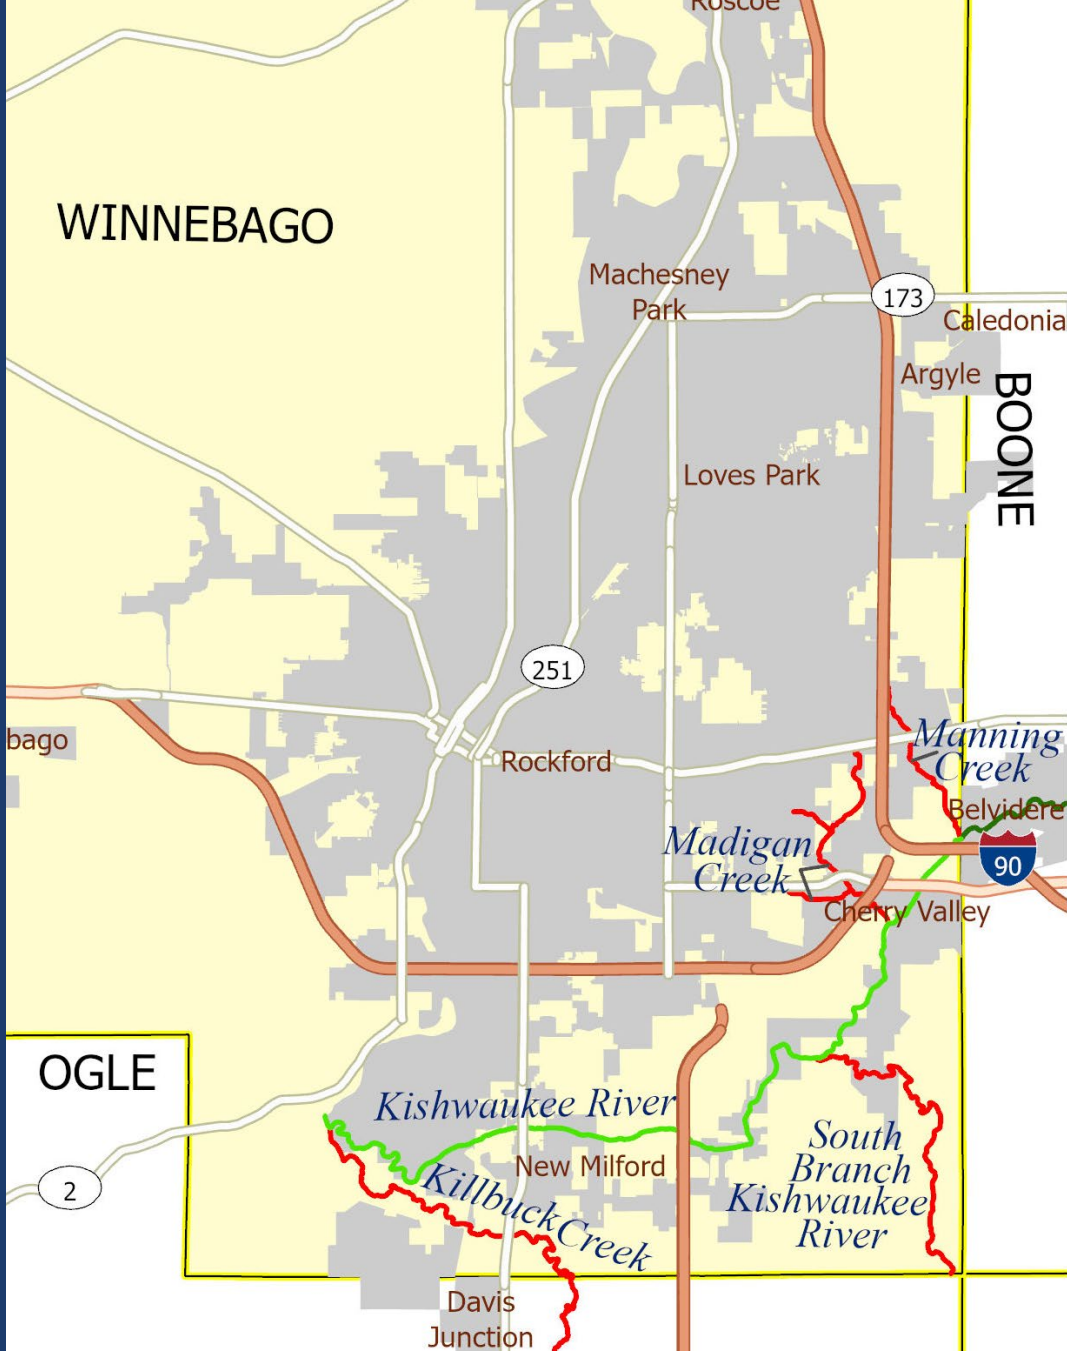 Roscoe
WINNEBAGO
Machesney
Park
173
Caledonia
Argyle
BOONE
Loves Park
251
bago
Rockford
Manning
Creek
Belvidere
Madigan
Creek
90
Cherry Valley
OGLE
Kishwaukee River
South
Branch
Kishwaukee
River
New Milford
2
Killbuck Creek
Davis
Junction